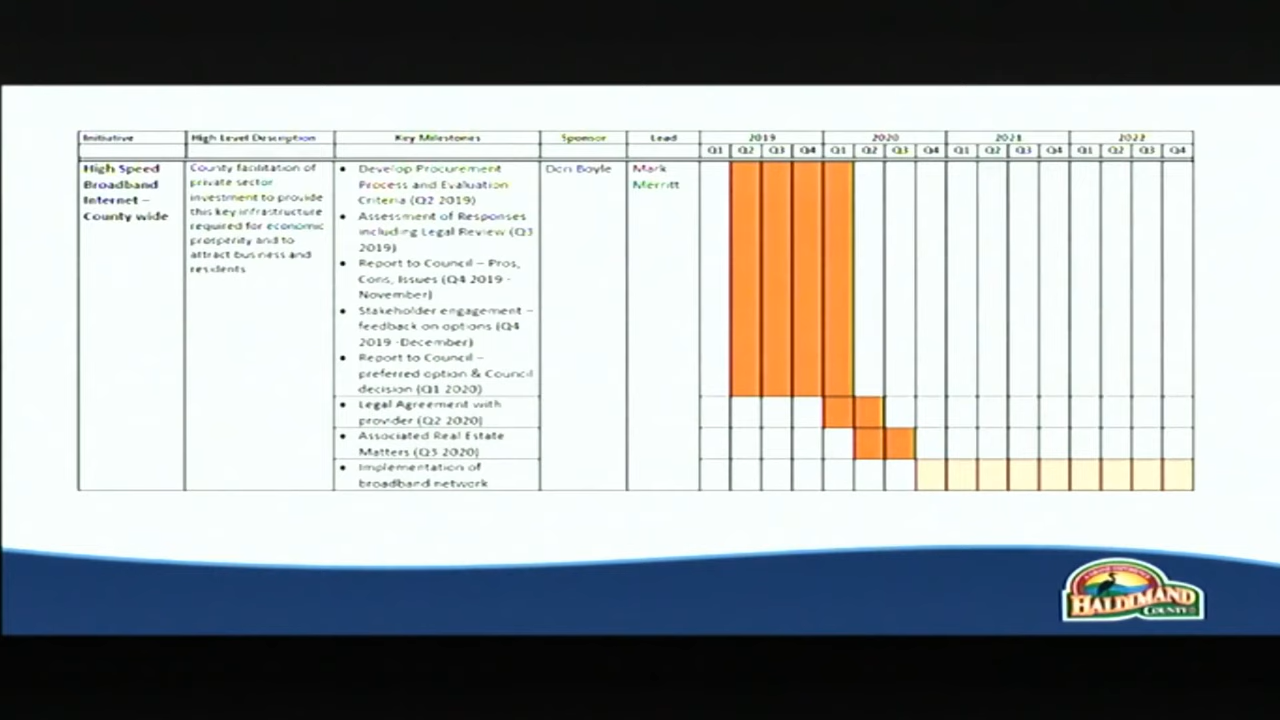 Initiative High Level Description Key Milestones Sponsor Lead 2019 2020 2021 2022
Q1 Q2 Q3 Q4 Q1 Q2 Q3 Q4 Q1 Q2 Q3 Q4 Q1 Q2 Q3 Q4
High Speed
Broadband
Internet –
County wide
County facilitation of
private sector
investment to provide
this key infrastructure
required for economic
prosperity and to
attract business and
residents
• Develop Procurement
Process and Evaluation
Criteria (Q2 2019)
• Assessment of Responses
including Legal Review (Q3
2019)
• Report to Council – Pros,
Cons, Issues (Q4 2019 -
November)
• Stakeholder engagement –
feedback on options (Q4
2019 -December)
• Report to Council –
preferred option & Council
decision (Q1 2020)
• Legal Agreement with
provider (Q2 2020)
• Associated Real Estate
Matters (Q3 2020)
• Implementation of
broadband network
Don Boyle
Mark
Merritt
HALDIMAND
COUNTY